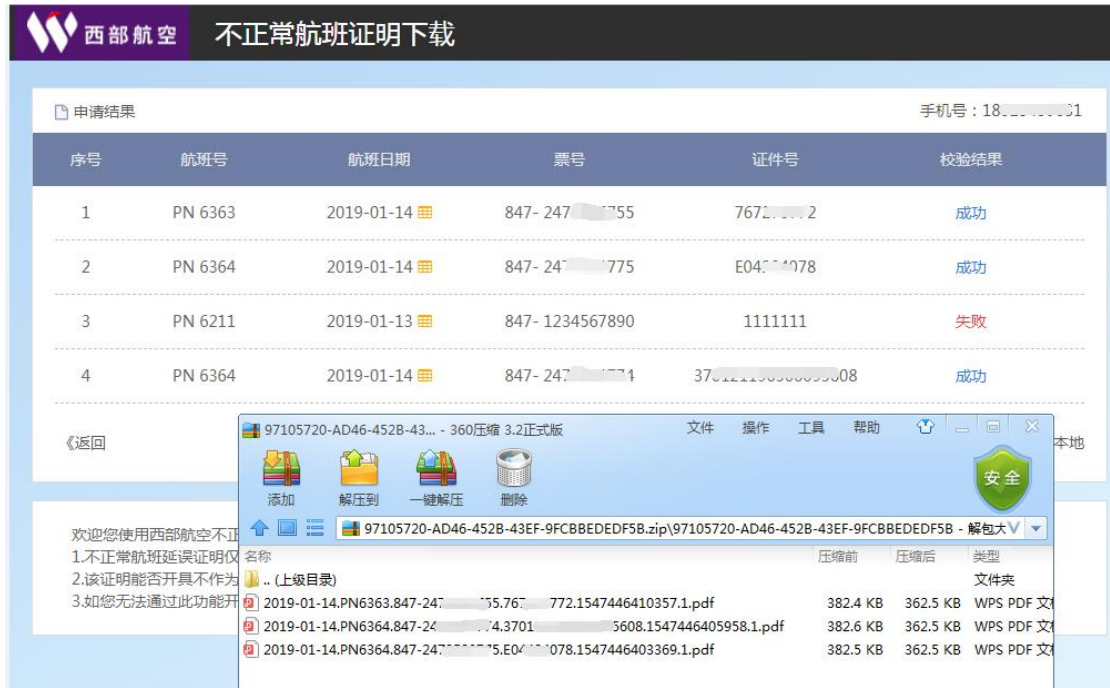 西部航空 不正常航班证明下载
申请结果 手机号：18 1
序号 航班号 航班日期 票号 证件号 校验结果
1 PN 6363 2019-01-14 847- 247 755 767 2 成功
2 PN 6364 2019-01-14 847- 247 775 E04 078 成功
3 PN 6211 2019-01-13 847- 1234567890 1111111 失败
4 PN 6364 2019-01-14 847- 247 37 08 成功
《返回 本地
97105720-AD46-452B-43... - 360压缩 3.2正式版 文件 操作 工具 帮助
添加 解压到 一键解压 删除 安全
97105720-AD46-452B-43EF-9FCBBEDEDF5B.zip\97105720-AD46-452B-43EF-9FCBBEDEDF5B - 解包大
名称 压缩前 压缩后 类型
.. (上级目录) 文件夹
2019-01-14.PN6363.847-247 55.767 772.1547446410357.1.pdf 382.4 KB 362.5 KB WPS PDF 文
2019-01-14.PN6364.847-24 4.3701 5608.1547446405958.1.pdf 382.6 KB 362.5 KB WPS PDF 文
2019-01-14.PN6364.847-247 75.E04 078.1547446403369.1.pdf 382.5 KB 362.5 KB WPS PDF 文
欢迎您使用西部航空不正
1.不正常航班延误证明仅
2.该证明能否开具不作为
3.如您无法通过此功能开